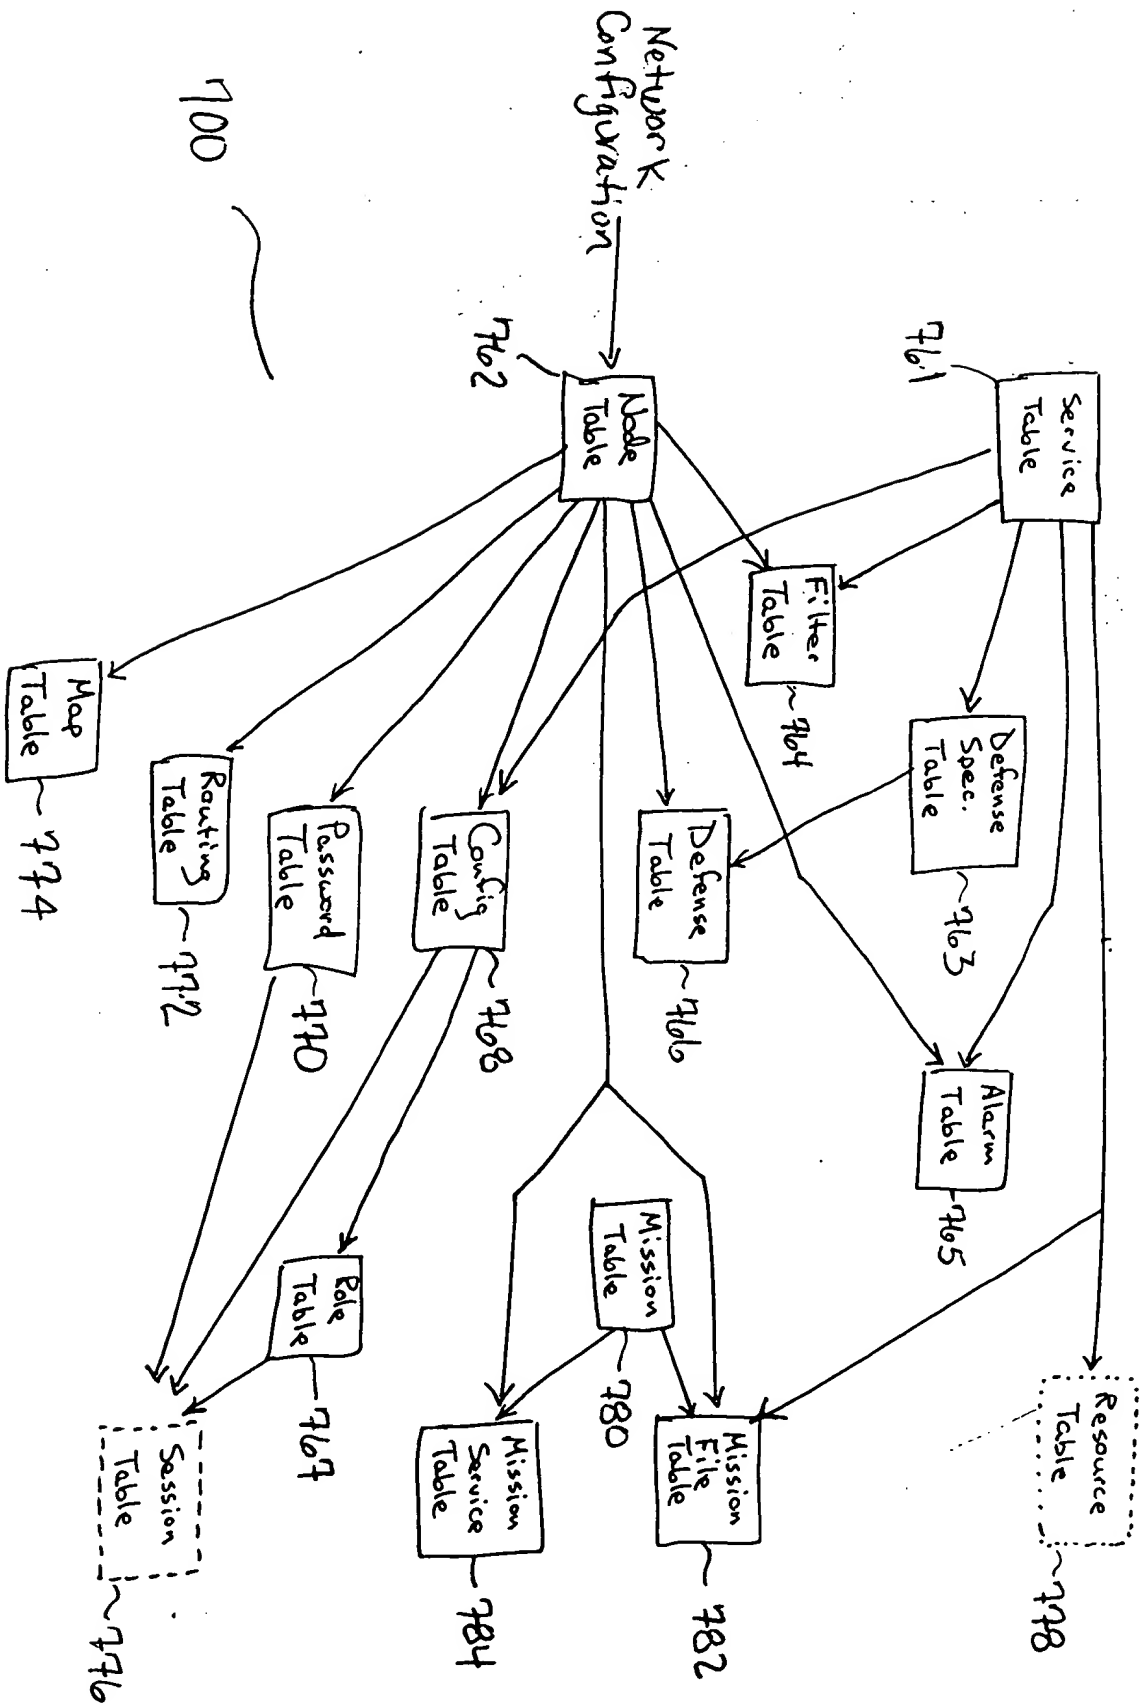 Service
Table
761
Resource
Table
778
Defense
Spec.
Table
763
Alarm
Table
765
Filter
Table
764
Network
Configuration
Node
Table
762
Defense
Table
766
Mission
Table
780
Mission
File
Table
782
Config
Table
768
Mission
Service
Table
784
Password
Table
770
Role
Table
767
Routing
Table
772
Session
Table
776
Map
Table
774
700